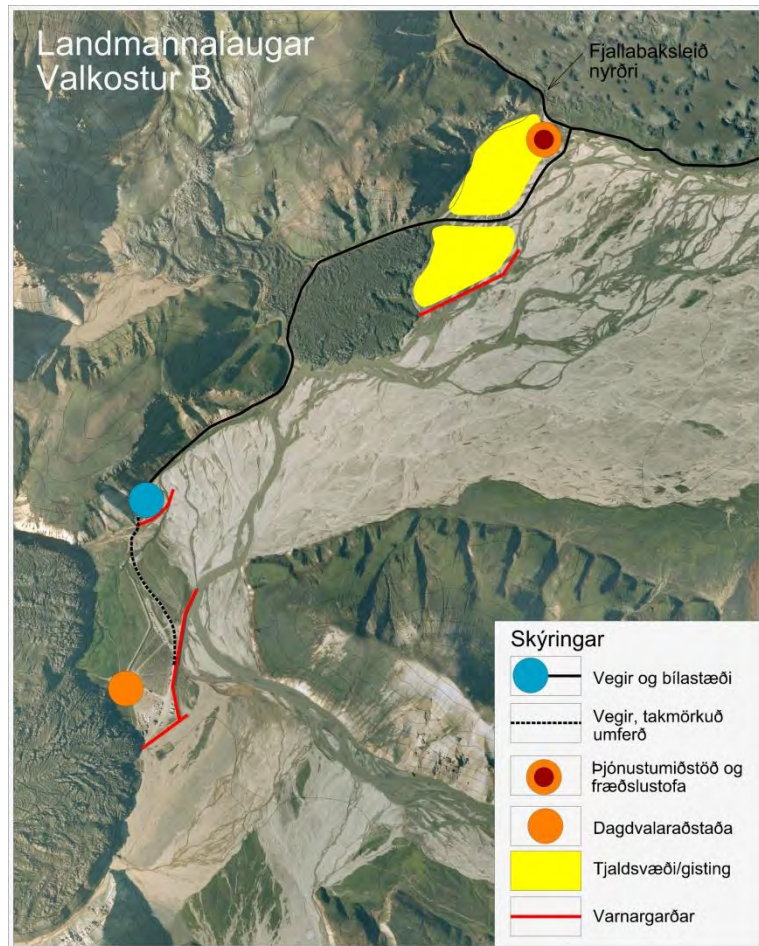 Landmannalaugar
Valkostur B
Fjallabaksleið
nyrðri
Skýringar
Vegir og bílastæði
Vegir, takmörkuð
umferð
Þjónustumiðstöð og
fræðslustofa
Dagdvalaraðstaða
Tjaldsvæði/gisting
Varnargarðar